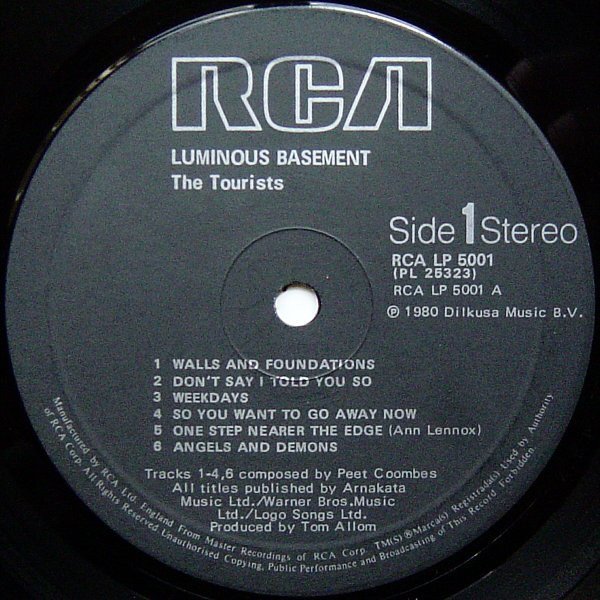 RCA
LUMINOUS BASEMENT
The Tourists
Side 1 Stereo
RCA LP 5001
(PL 25323)
RCA LP 5001 A
℗ 1980 Dilkusa Music B.V.
1 WALLS AND FOUNDATIONS
2 DON'T SAY I TOLD YOU SO
3 WEEKDAYS
4 SO YOU WANT TO GO AWAY NOW
5 ONE STEP NEARER THE EDGE (Ann Lennox)
6 ANGELS AND DEMONS
Tracks 1-4,6 composed by Peet Coombes
All titles published by Arnakata
Music Ltd./Warner Bros.Music
Ltd./Logo Songs Ltd.
Produced by Tom Allom
Manufactured by RCA, Ltd. England From Master Recordings of RCA Corp. TM(S)® Marca(s) Registrada(s) Used by Authority
of RCA Corp. All Rights Reserved Unauthorised Copying, Public Performance and Broadcasting of This Record Forbidden.